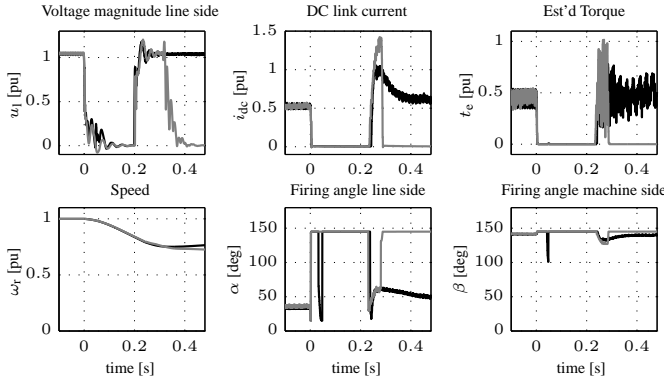 Voltage magnitude line side
DC link current
Est'd Torque
u_l [pu]
1
0.5
0
0
0.2
0.4
i_dc [pu]
1.5
1
0.5
0
0
0.2
0.4
t_e [pu]
1
0.5
0
0
0.2
0.4
Speed
Firing angle line side
Firing angle machine side
ω_r [pu]
1
0.5
0
0
0.2
0.4
time [s]
α [deg]
150
100
50
0
0
0.2
0.4
time [s]
β [deg]
150
100
50
0
0
0.2
0.4
time [s]